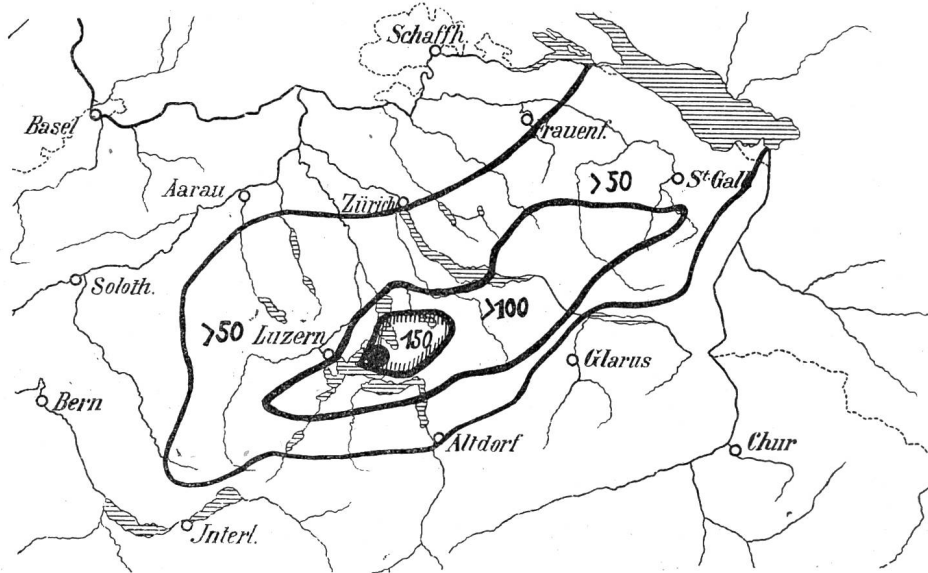 Schaffh.
Basel
Frauenf.
Aarau
Zürich
>50
St. Gall.
Soloth.
>50
Luzern
150
>100
Glarus
Bern
Altdorf
Chur
Interl.